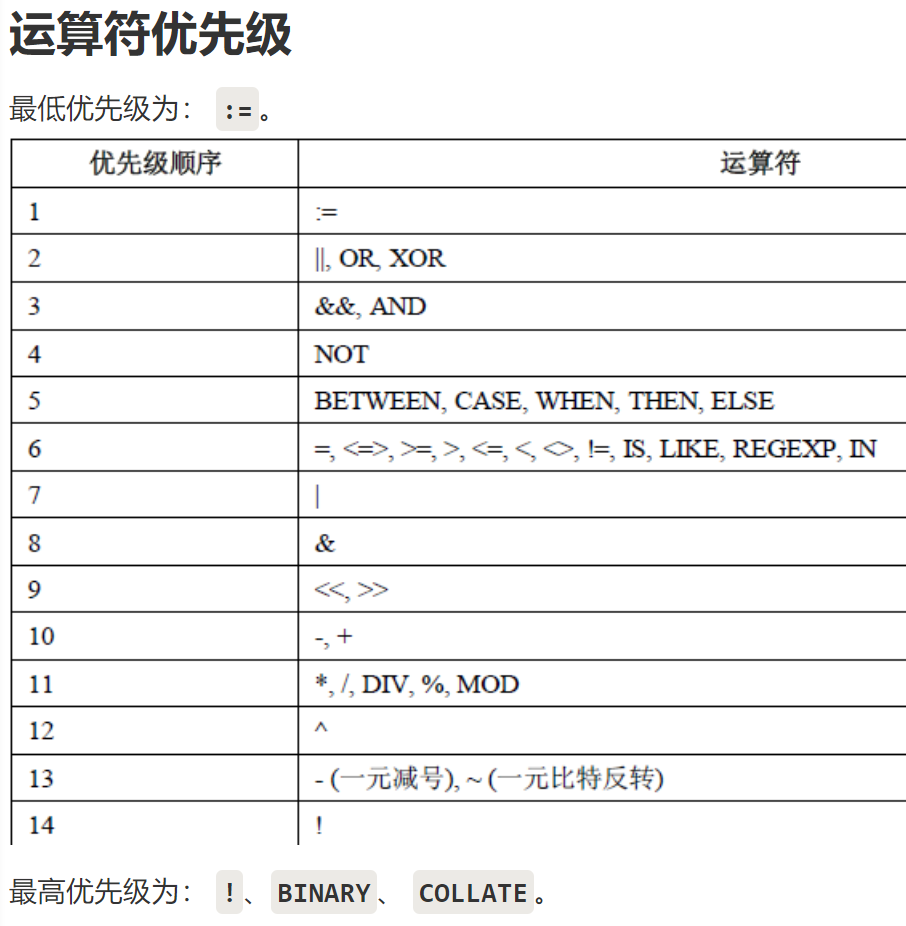 运算符优先级
最低优先级为： :=。
优先级顺序 运算符
1 :=
2 ||, OR, XOR
3 &&, AND
4 NOT
5 BETWEEN, CASE, WHEN, THEN, ELSE
6 =, <=>, >=, >, <=, <, <>, !=, IS, LIKE, REGEXP, IN
7 |
8 &
9 <<, >>
10 -, +
11 *, /, DIV, %, MOD
12 ^
13 - (一元减号), ~ (一元比特反转)
14 !
最高优先级为： !、 BINARY、 COLLATE。